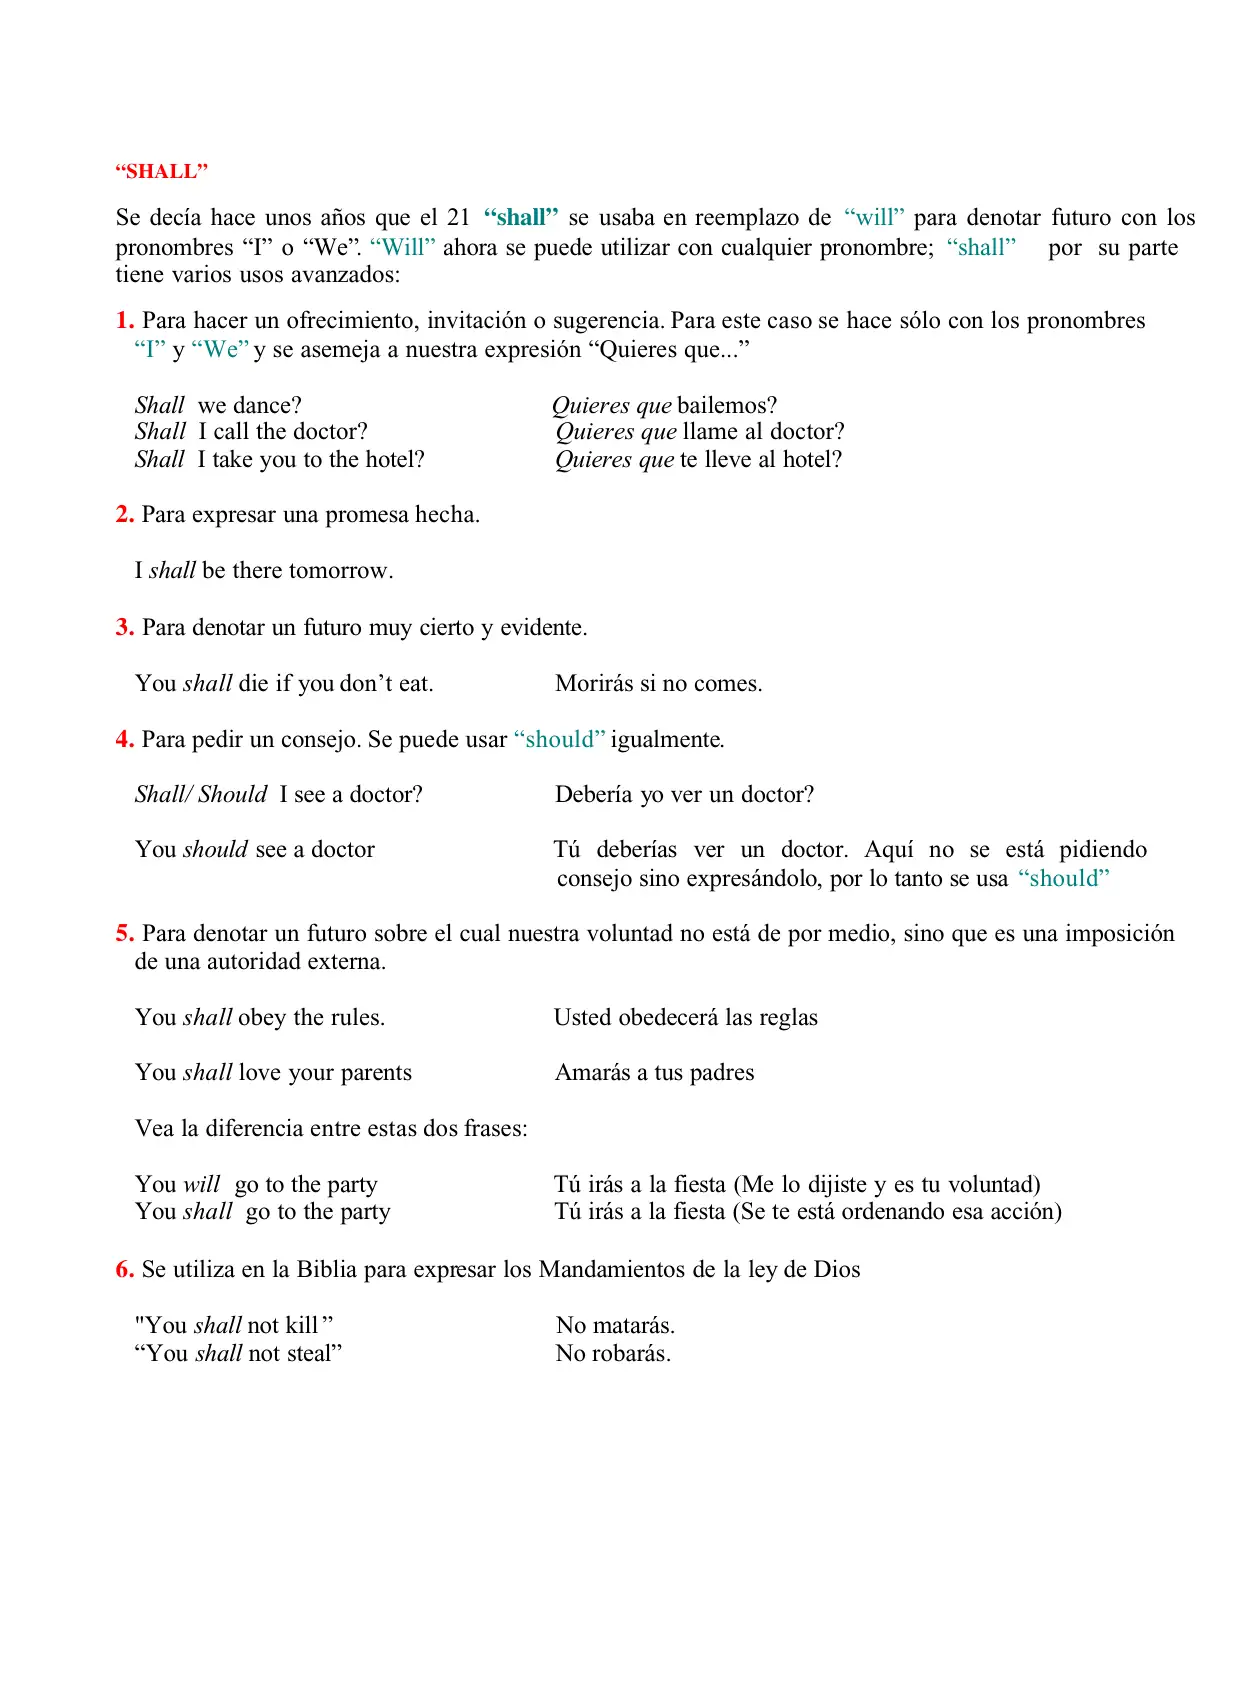 “SHALL”
Se decía hace unos años que el 21 “shall” se usaba en reemplazo de “will” para denotar futuro con los
pronombres “I” o “We”. “Will” ahora se puede utilizar con cualquier pronombre; “shall” por su parte
tiene varios usos avanzados:
1. Para hacer un ofrecimiento, invitación o sugerencia. Para este caso se hace sólo con los pronombres
“I” y “We” y se asemeja a nuestra expresión “Quieres que...”
Shall we dance? Quieres que bailemos?
Shall I call the doctor? Quieres que llame al doctor?
Shall I take you to the hotel? Quieres que te lleve al hotel?
2. Para expresar una promesa hecha.
I shall be there tomorrow.
3. Para denotar un futuro muy cierto y evidente.
You shall die if you don’t eat. Morirás si no comes.
4. Para pedir un consejo. Se puede usar “should” igualmente.
Shall/ Should I see a doctor? Debería yo ver un doctor?
You should see a doctor Tú deberías ver un doctor. Aquí no se está pidiendo
consejo sino expresándolo, por lo tanto se usa “should”
5. Para denotar un futuro sobre el cual nuestra voluntad no está de por medio, sino que es una imposición
de una autoridad externa.
You shall obey the rules. Usted obedecerá las reglas
You shall love your parents Amarás a tus padres
Vea la diferencia entre estas dos frases:
You will go to the party Tú irás a la fiesta (Me lo dijiste y es tu voluntad)
You shall go to the party Tú irás a la fiesta (Se te está ordenando esa acción)
6. Se utiliza en la Biblia para expresar los Mandamientos de la ley de Dios
"You shall not kill” No matarás.
“You shall not steal” No robarás.